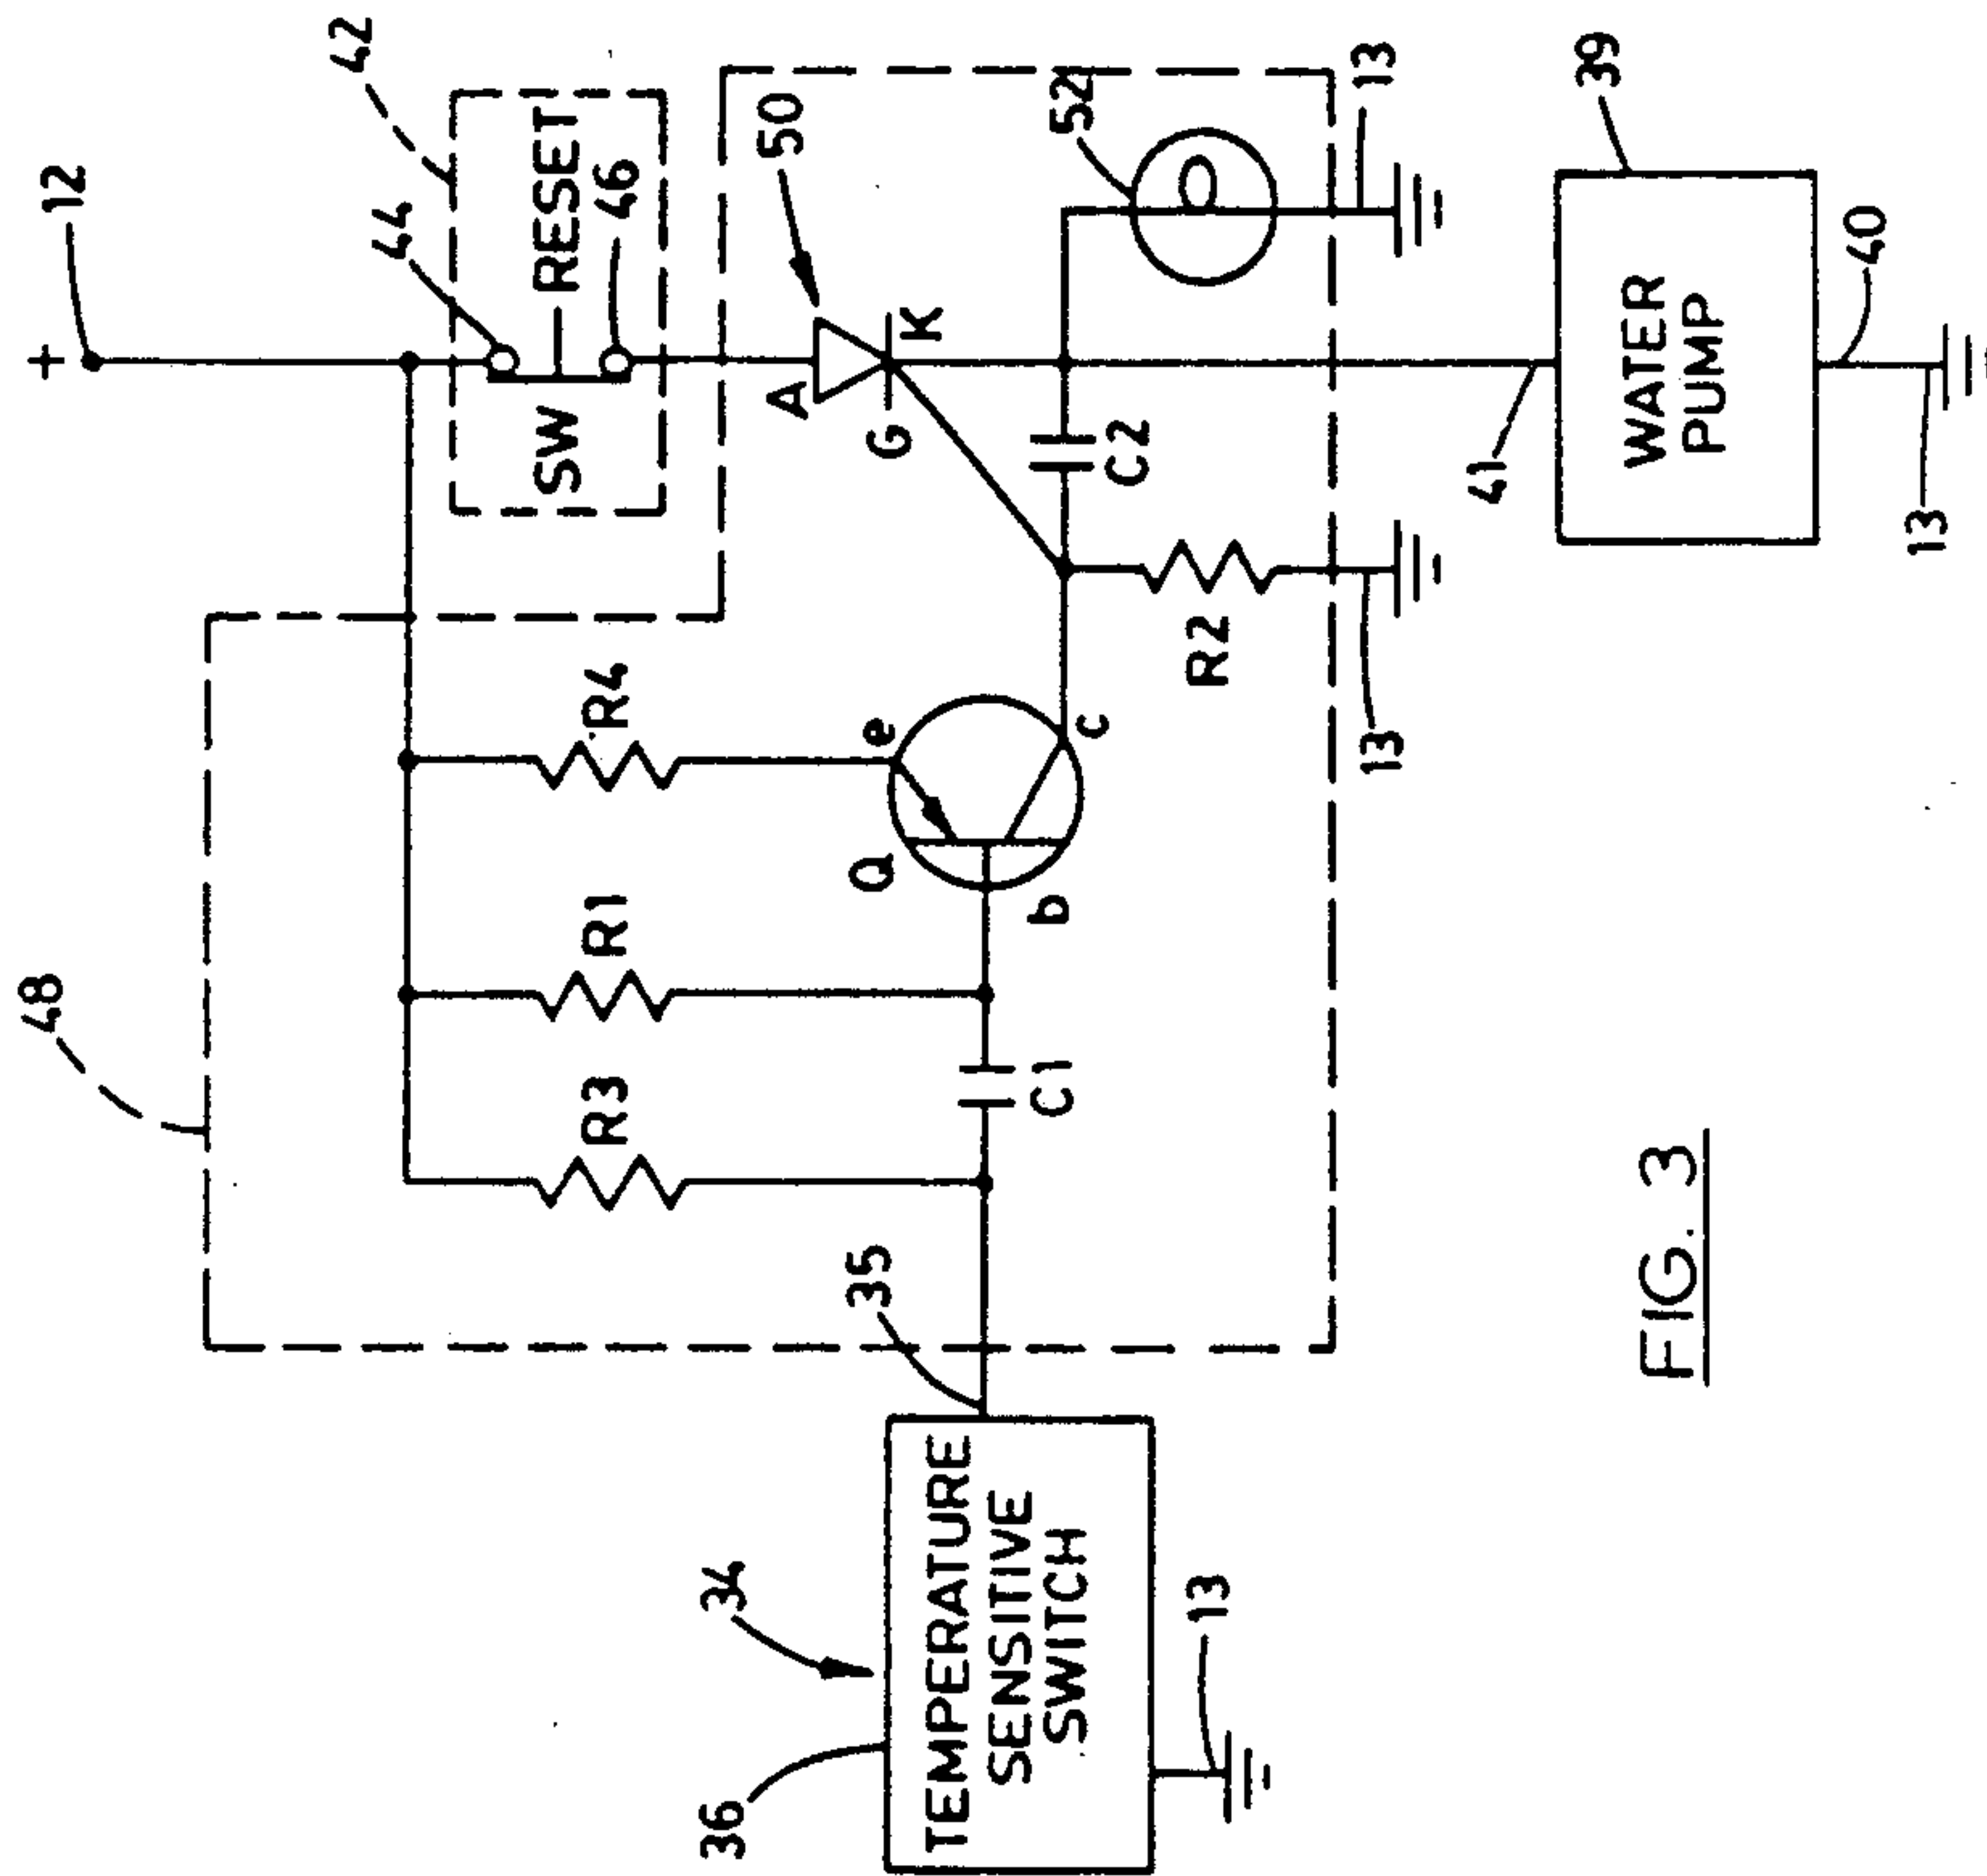 +
12
42
44
SW
RESET
46
48
50
A
G
K
52
13
R3
R1
R4
Q
e
b
c
C1
C2
R2
13
35
34
36
TEMPERATURE
SENSITIVE
SWITCH
13
41
39
WATER
PUMP
40
13
FIG. 3